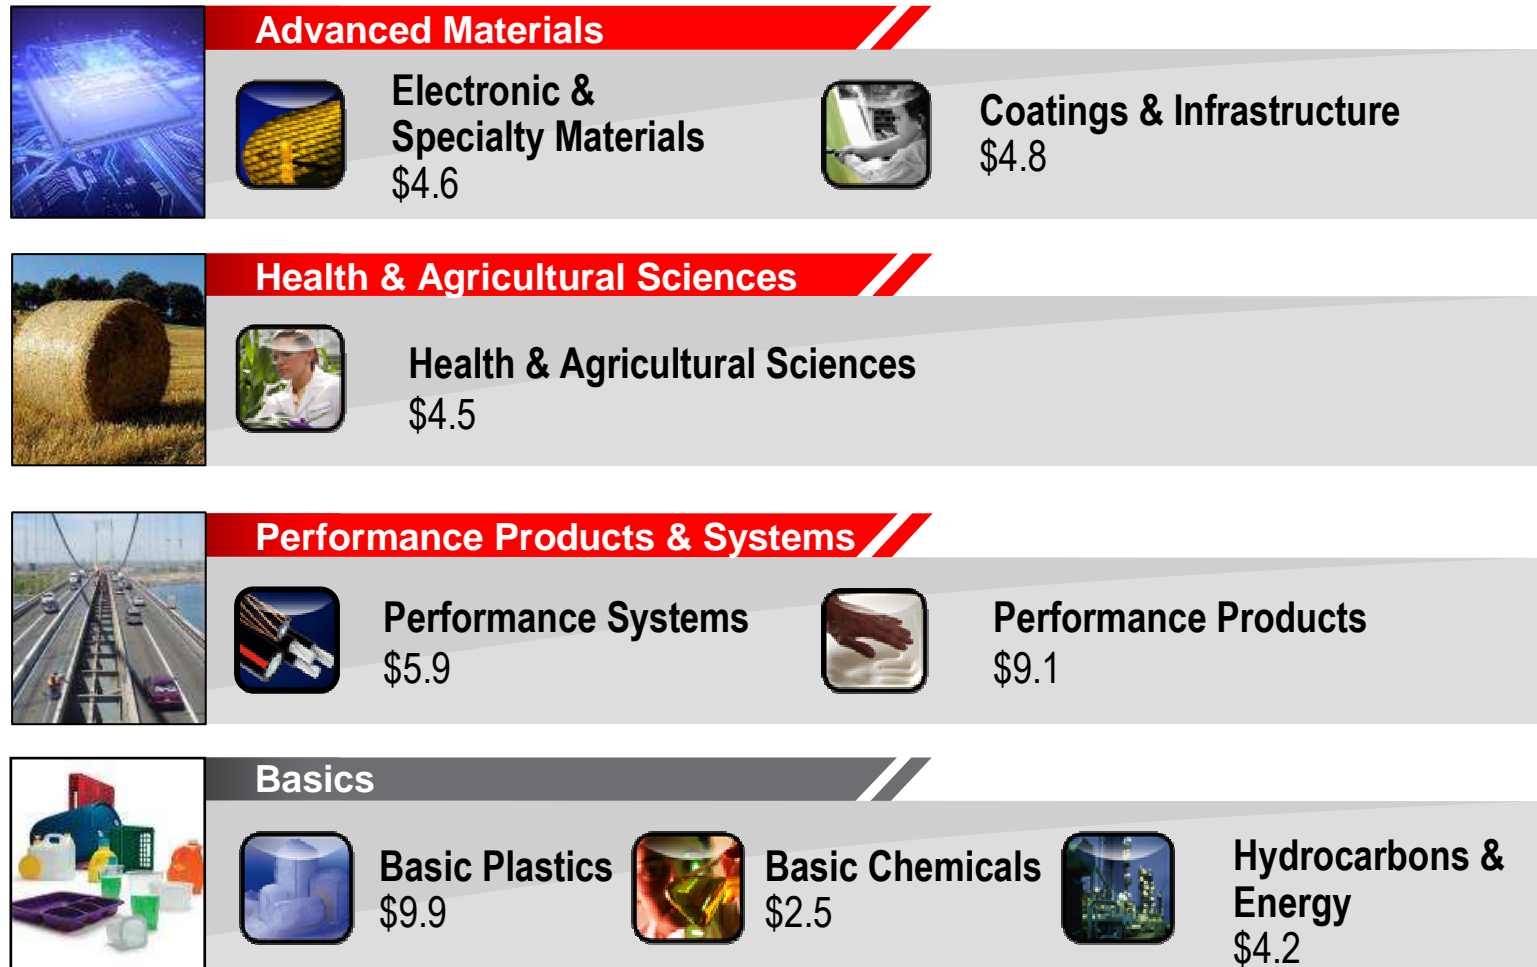 Advanced Materials
Electronic &
Specialty Materials
$4.6
Coatings & Infrastructure
$4.8
Health & Agricultural Sciences
Health & Agricultural Sciences
$4.5
Performance Products & Systems
Performance Systems
$5.9
Performance Products
$9.1
Basics
Basic Plastics
$9.9
Basic Chemicals
$2.5
Hydrocarbons &
Energy
$4.2